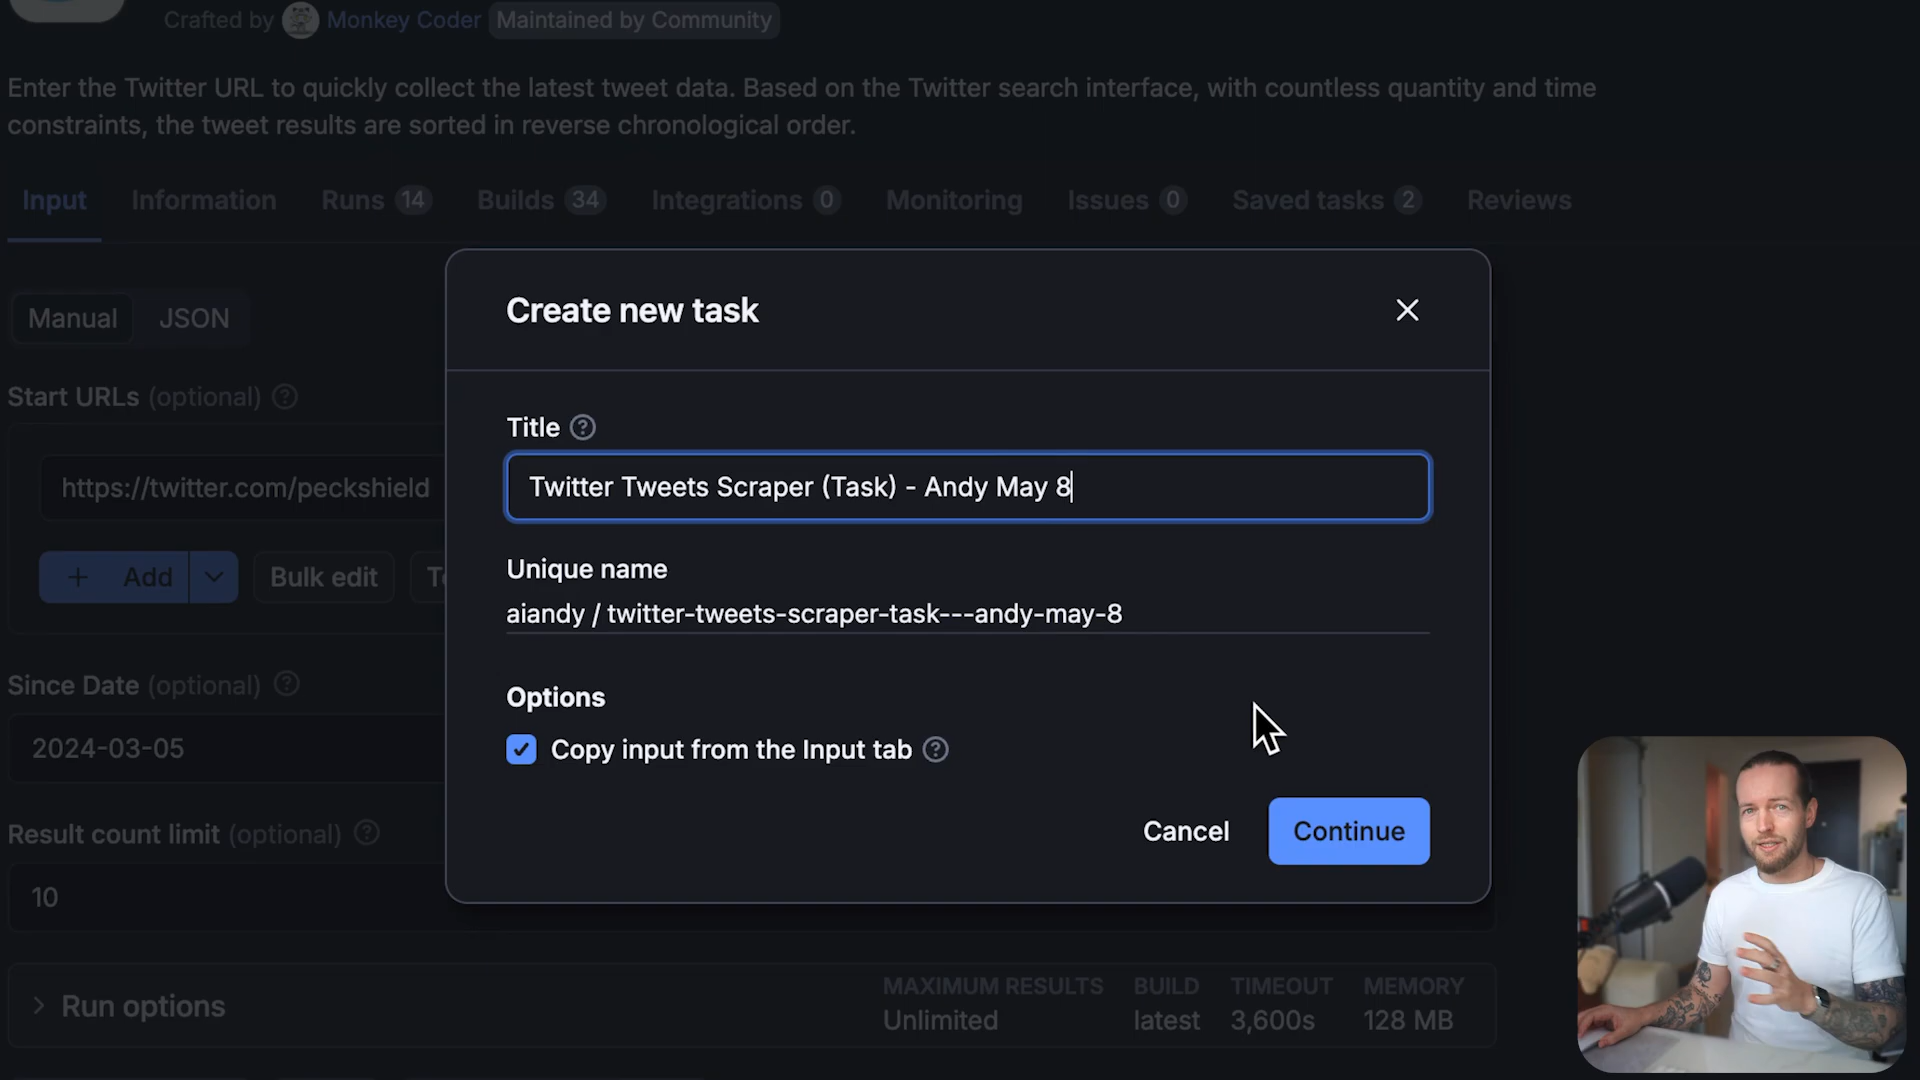 Crafted by Monkey Coder Maintained by Community
Enter the Twitter URL to quickly collect the latest tweet data. Based on the Twitter search interface, with countless quantity and time
constraints, the tweet results are sorted in reverse chronological order.
Input Information Runs 14 Builds 34 Integrations 0 Monitoring Issues 0 Saved tasks 2 Reviews
Manual JSON
Create new task
Start URLs (optional)
Title
https://twitter.com/peckshield
Twitter Tweets Scraper (Task) - Andy May 8
+ Add Bulk edit
Unique name
aiandy / twitter-tweets-scraper-task---andy-may-8
Since Date (optional)
2024-03-05
Options
Copy input from the Input tab
Result count limit (optional)
10
Cancel Continue
Run options
MAXIMUM RESULTS BUILD TIMEOUT MEMORY
Unlimited latest 3,600s 128 MB